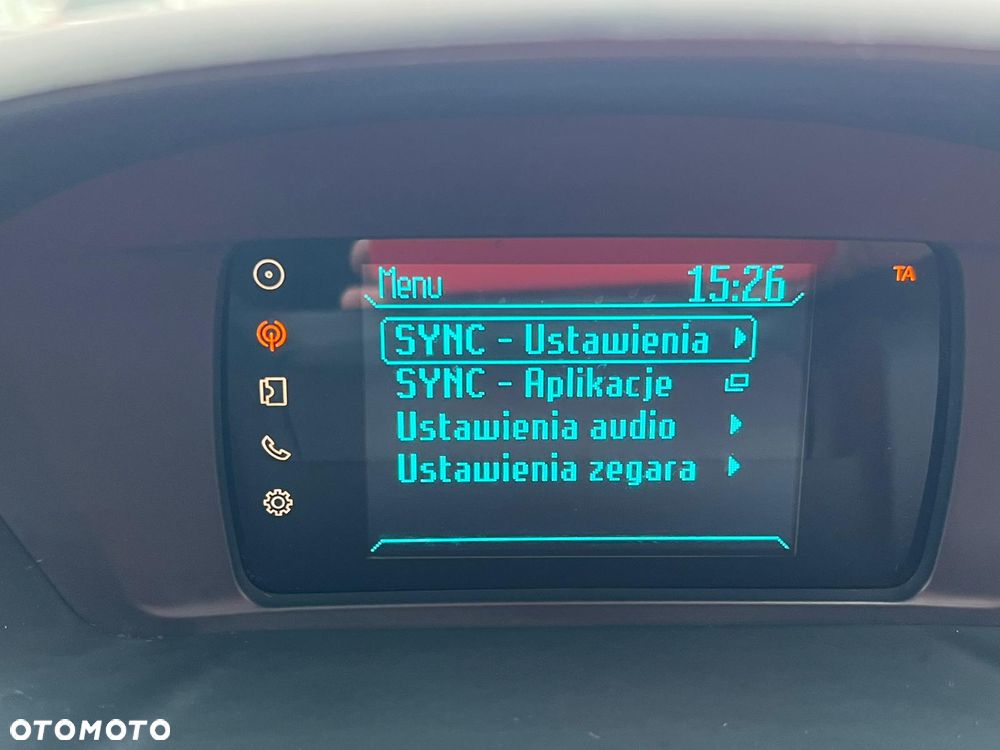 Menu 15:26 TA
SYNC - Ustawienia
SYNC - Aplikacje
Ustawienia audio
Ustawienia zegara
OTOMOTO